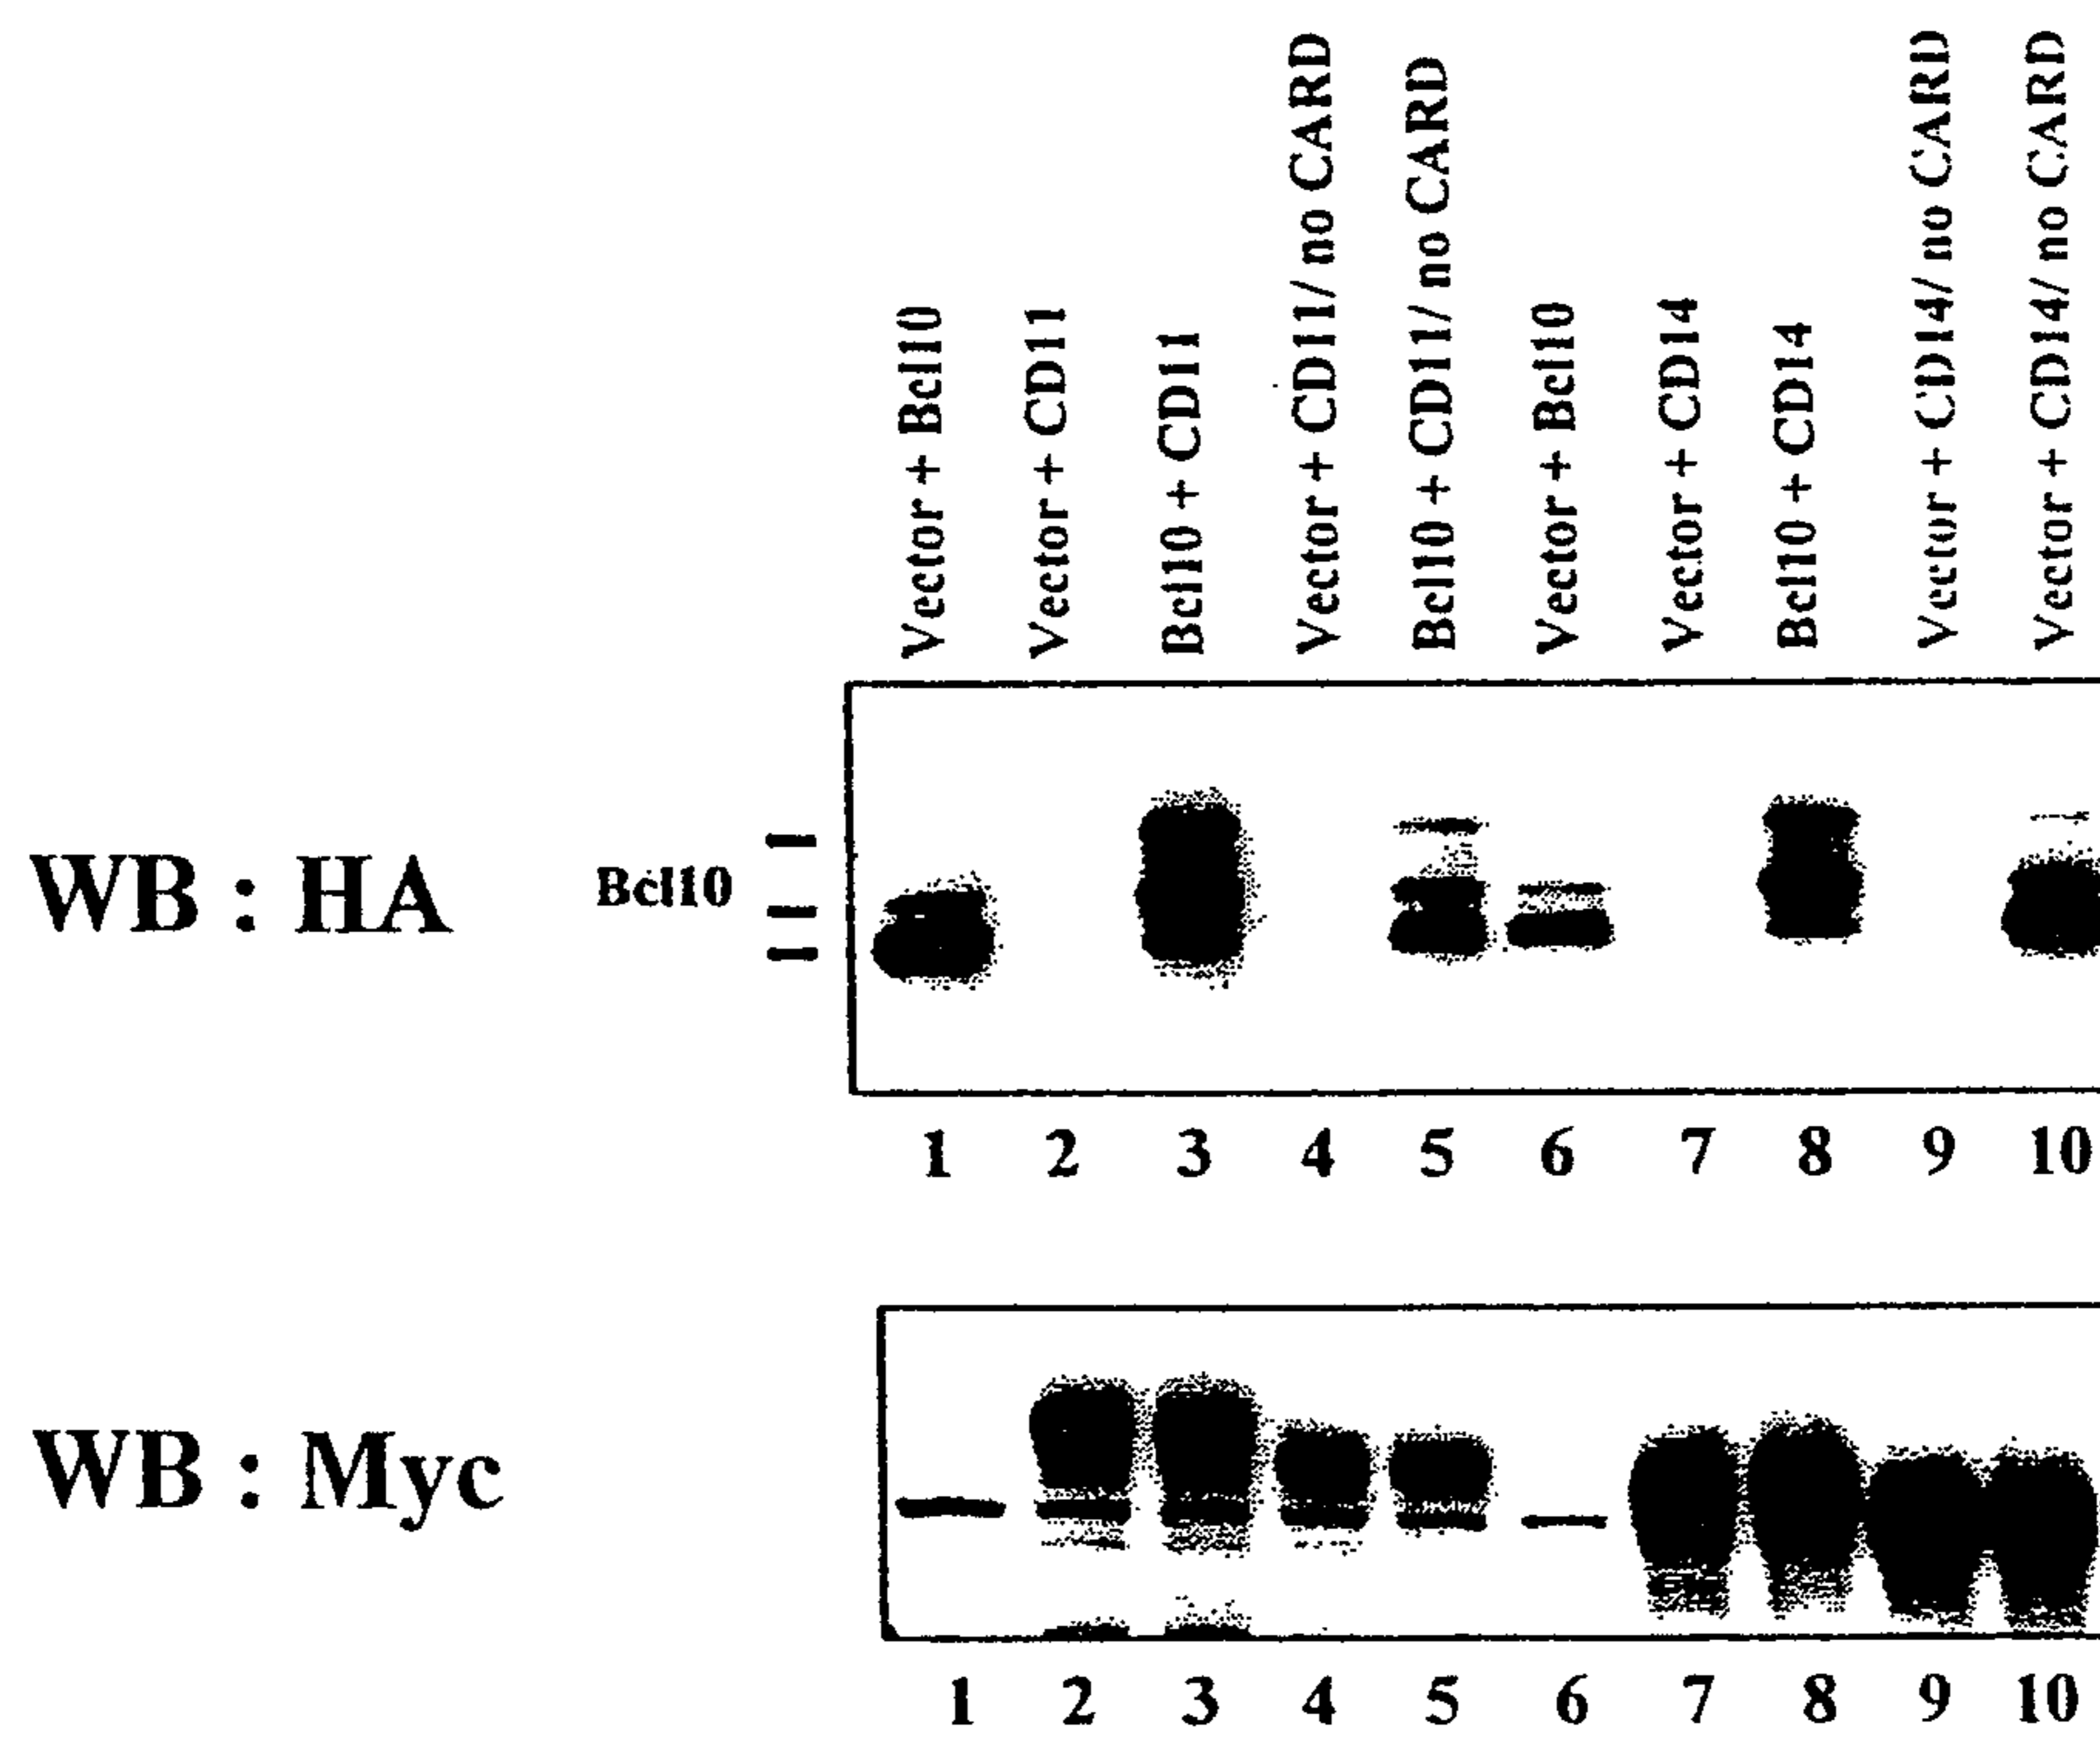 Vector + Bcl10
Vector + CD11
Bcl10 + CD11
Vector + CD11/ no CARD
Bcl10 + CD11/ no CARD
Vector + Bcl10
Vector + CD14
Bcl10 + CD14
Vector + CD14/ no CARD
Vector + CD14/ no CARD
WB : HA
Bcl10
1 2 3 4 5 6 7 8 9 10
WB : Myc
1 2 3 4 5 6 7 8 9 10